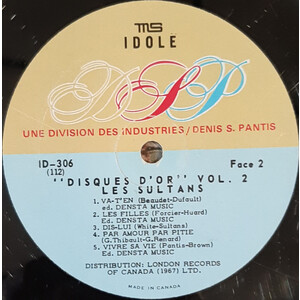 MS
IDOLE
DSP
UNE DIVISION DES INDUSTRIES/DENIS S. PANTIS
ID-306
(112)
Face 2
"DISQUES D'OR" VOL. 2
LES SULTANS
1. VA-T'EN (Beaudet-Dufault)
ed. DENSTA MUSIC
2. LES FILLES (Forcier-Huard)
Ed. DENSTA MUSIC
3. DIS-LUI (White-Sultans)
4. PAR AMOUR PAR PITIE
(G.Thibault-G.Renard)
5. VIVRE SA VIE (Pantis-Brown)
Ed. DENSTA MUSIC
DISTRIBUTION: LONDON RECORDS
OF CANADA (1967) LTD.
MADE IN CANADA